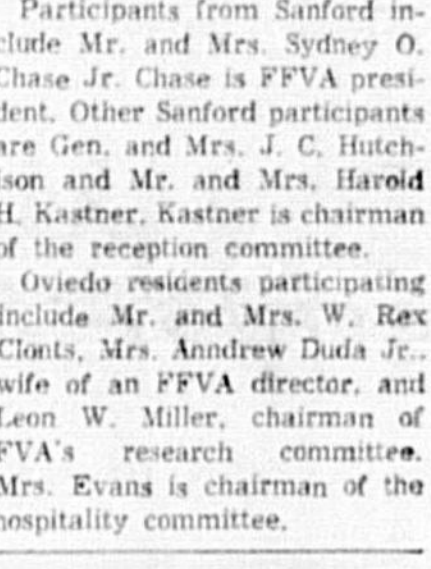 Participants from Sanford in-
clude Mr. and Mrs. Sydney O.
Chase Jr. Chase is FFVA presi-
dent. Other Sanford participants
are Gen. and Mrs. J. C. Hutch-
ison and Mr. and Mrs. Harold
H. Kastner. Kastner is chairman
of the reception committee.
Oviedo residents participating
include Mr. and Mrs. W. Rex
Clonts, Mrs. Anndrew Duda Jr.,
wife of an FFVA director, and
Leon W. Miller, chairman of
FVA's research committee.
Mrs. Evans is chairman of the
hospitality committee.